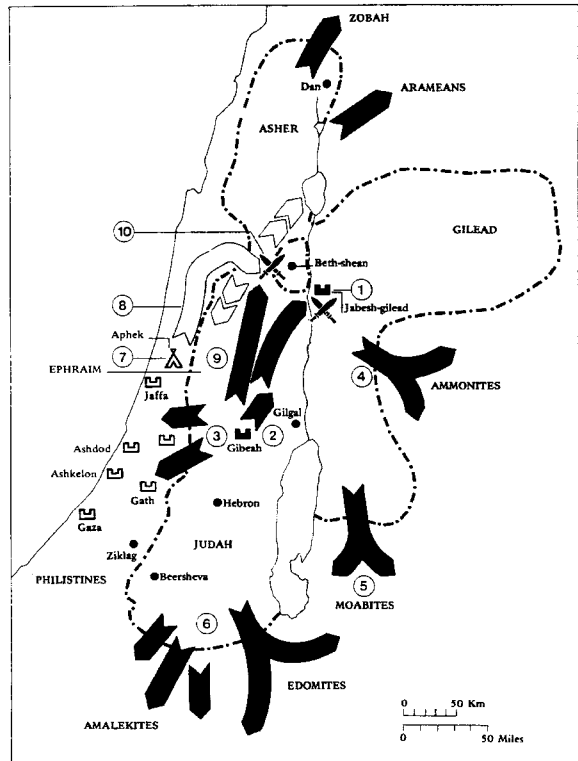 ZOBAH
Dan
ARAMEANS
ASHER
GILEAD
10
Beth-shean
1
8
Jabesh-gilead
Aphek
7
9
EPHRAIM
4
AMMONITES
Jaffa
Gilgal
3
2
Ashdod
Gibeah
Ashkelon
Gath
Hebron
Gaza
JUDAH
Ziklag
PHILISTINES
Beersheva
5
MOABITES
6
EDOMITES
AMALEKITES
0 50 Km
0 50 Miles